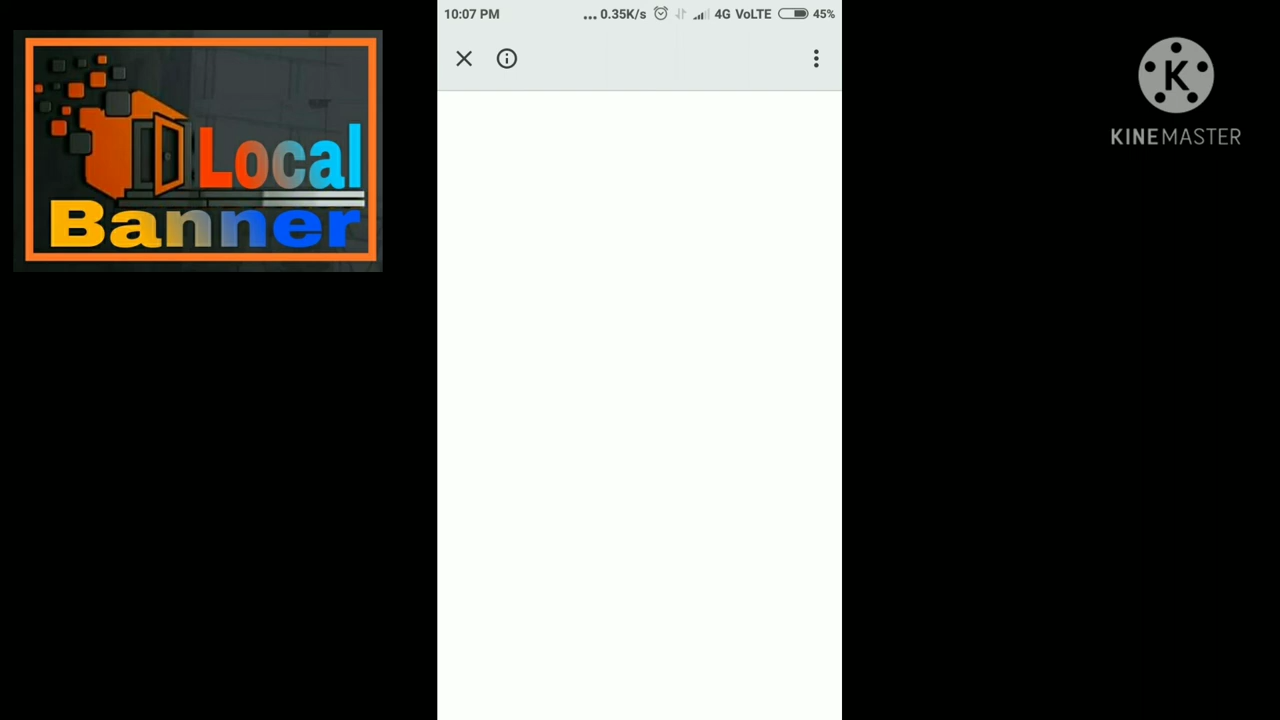 10:07 PM ... 0.35K/s 4G VoLTE 45%
Local
Banner
K
KINEMASTER